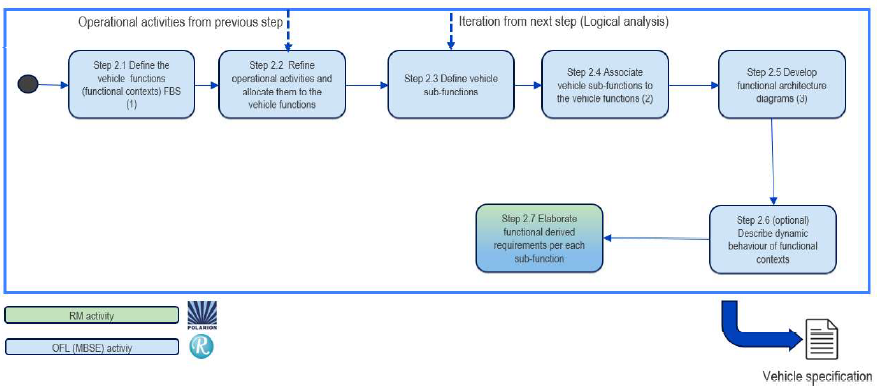 Operational activities from previous step
Iteration from next step (Logical analysis)
Step 2.1 Define the
vehicle functions
(functional contexts) FBS
(1)
Step 2.2 Refine
operational activities and
allocate them to the
vehicle functions
Step 2.3 Define vehicle
sub-functions
Step 2.4 Associate
vehicle sub-functions to
the vehicle functions (2)
Step 2.5 Develop
functional architecture
diagrams (3)
Step 2.7 Elaborate
functional derived
requirements per each
sub-function
Step 2.6 (optional)
Describe dynamic
behaviour of functional
contexts
RM activity
POLARION
OFL (MBSE) activiy
R
Vehicle specification